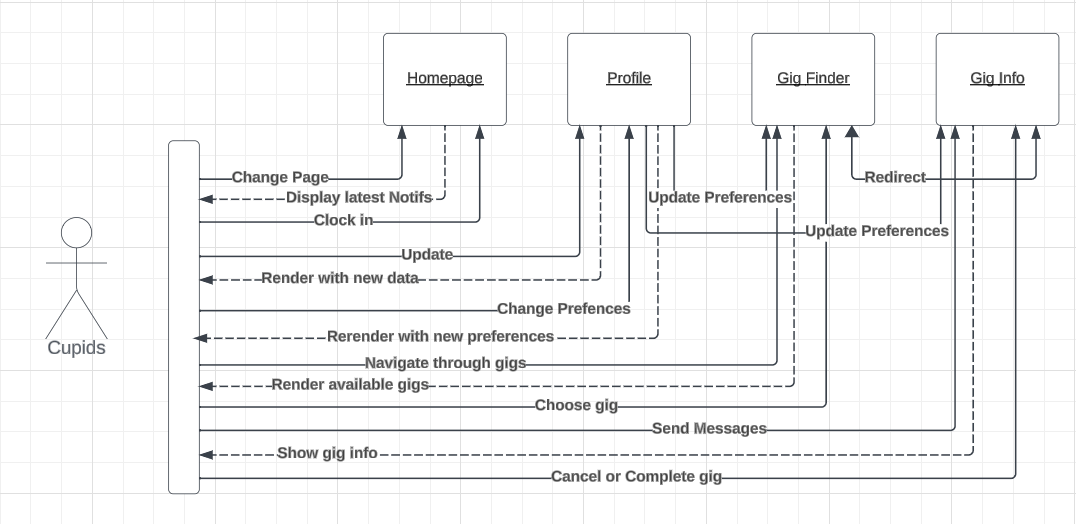 Homepage
Profile
Gig Finder
Gig Info
Change Page
Redirect
Display latest Notifs
Update Preferences
Clock in
Update Preferences
Update
Render with new data
Change Prefences
Rerender with new preferences
Cupids
Navigate through gigs
Render available gigs
Choose gig
Send Messages
Show gig info
Cancel or Complete gig